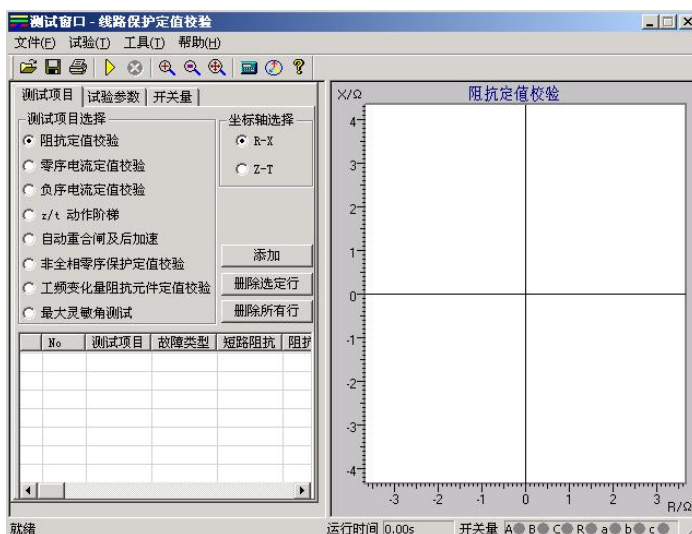 测试窗口 - 线路保护定值校验
文件(F) 试验(T) 工具(T) 帮助(H)
测试项目 试验参数 开关量
测试项目选择
阻抗定值校验
零序电流定值校验
负序电流定值校验
z/t 动作阶梯
自动重合闸及后加速
非全相零序保护定值校验
工频变化量阻抗元件定值校验
最大灵敏角测试
坐标轴选择
R-X
Z-T
添加
删除选定行
删除所有行
No 测试项目 故障类型 短路阻抗 阻抗
X/Ω
阻抗定值校验
4
3
2
1
0
-1
-2
-3
-4
-3 -2 -1 0 1 2 3
R/Ω
就绪 运行时间 0.00s 开关量 A B C R a b c